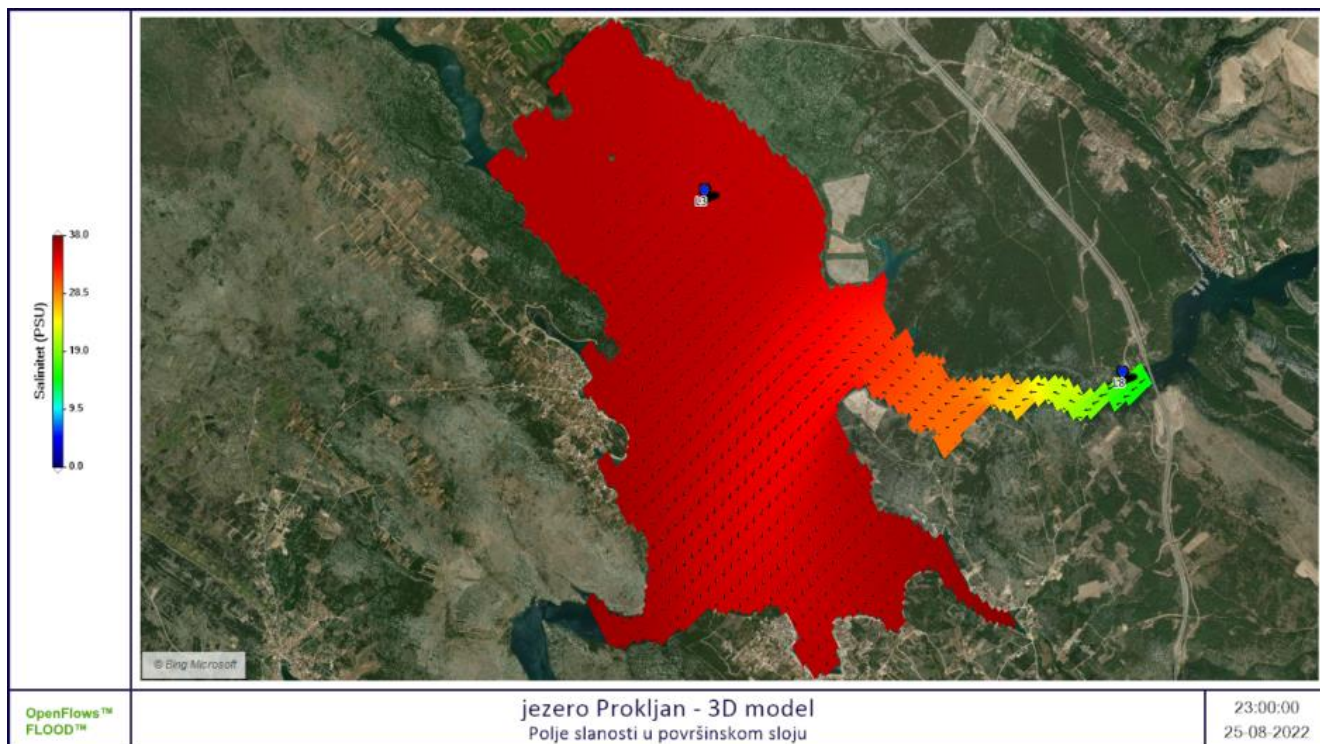 38.0
28.5
19.0
9.5
0.0
Salinitet (PSU)
© Bing Microsoft
OpenFlows™
FLOOD™
jezero Prokljan - 3D model
Polje slanosti u površinskom sloju
23:00:00
25-08-2022